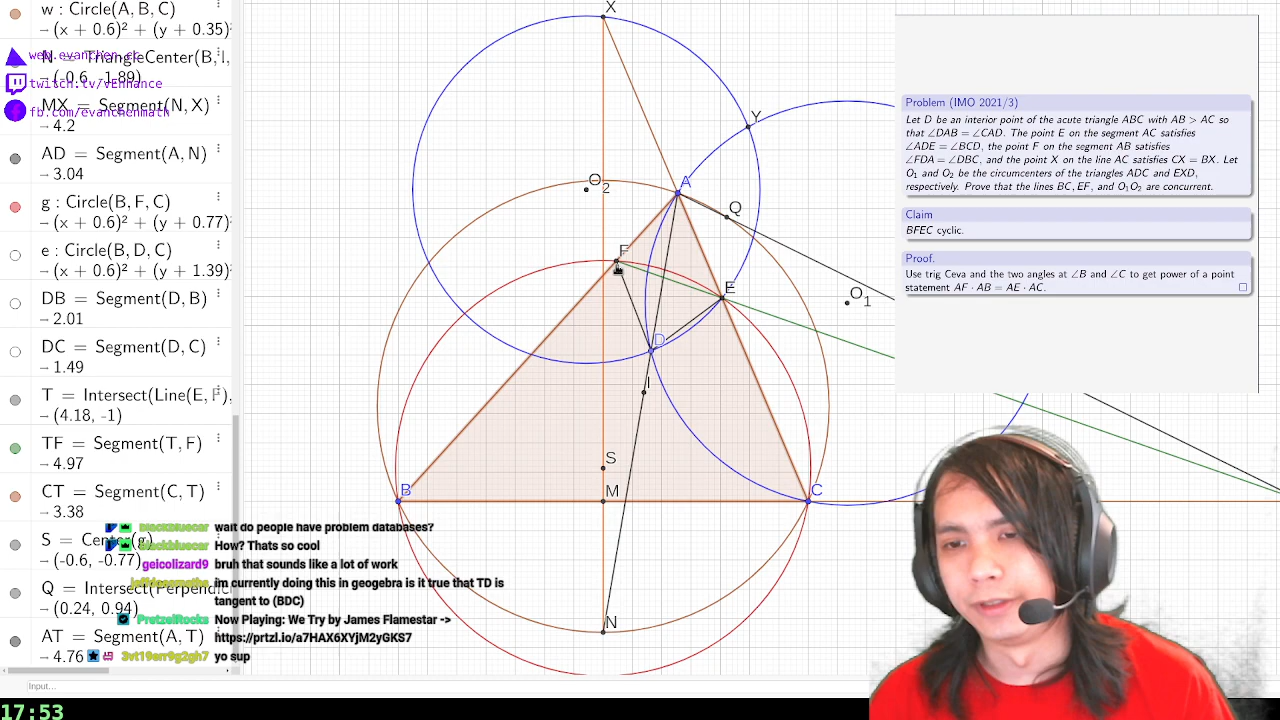 w : Circle(A, B, C)
→ (x + 0.6)² + (y + 0.35)²
web.evanchen.cc
N = TriangleCenter(B, I,
→ (-0.6, -1.89)
twitch.tv/vEnhance
MX = Segment(N, X)
fb.com/evanchenmath
→ 4.2
AD = Segment(A, N)
→ 3.04
g : Circle(B, F, C)
→ (x + 0.6)² + (y + 0.77)²
e : Circle(B, D, C)
→ (x + 0.6)² + (y + 1.39)²
DB = Segment(D, B)
→ 2.01
DC = Segment(D, C)
→ 1.49
T = Intersect(Line(E, F),
→ (4.18, -1)
TF = Segment(T, F)
→ 4.97
CT = Segment(C, T)
→ 3.38
S = Center(g)
→ (-0.6, -0.77)
Q = Intersect(Perpendic
→ (0.24, 0.94)
AT = Segment(A, T)
→ 4.76
blackbluecar wait do people have problem databases?
blackbluecar How? Thats so cool
geicolizard9 bruh that sounds like a lot of work
im currently doing this in geogebra is it true that TD is
tangent to (BDC)
PretzelRocks Now Playing: We Try by James Flamestar ->
https://prtzl.io/a7HAX6XYjM2yGKS7
3vt19err9g2gh7 yo sup
Input...
17:53
X
Y
O2
A
Q
F
E
O1
D
I
S
B
M
C
N
Problem (IMO 2021/3)
Let D be an interior point of the acute triangle ABC with AB > AC so
that ∠DAB = ∠CAD. The point E on the segment AC satisfies
∠ADE = ∠BCD, the point F on the segment AB satisfies
∠FDA = ∠DBC, and the point X on the line AC satisfies CX = BX. Let
O1 and O2 be the circumcenters of the triangles ADC and EXD,
respectively. Prove that the lines BC, EF, and O1O2 are concurrent.
Claim
BFEC cyclic.
Proof.
Use trig Ceva and the two angles at ∠B and ∠C to get power of a point
statement AF · AB = AE · AC.